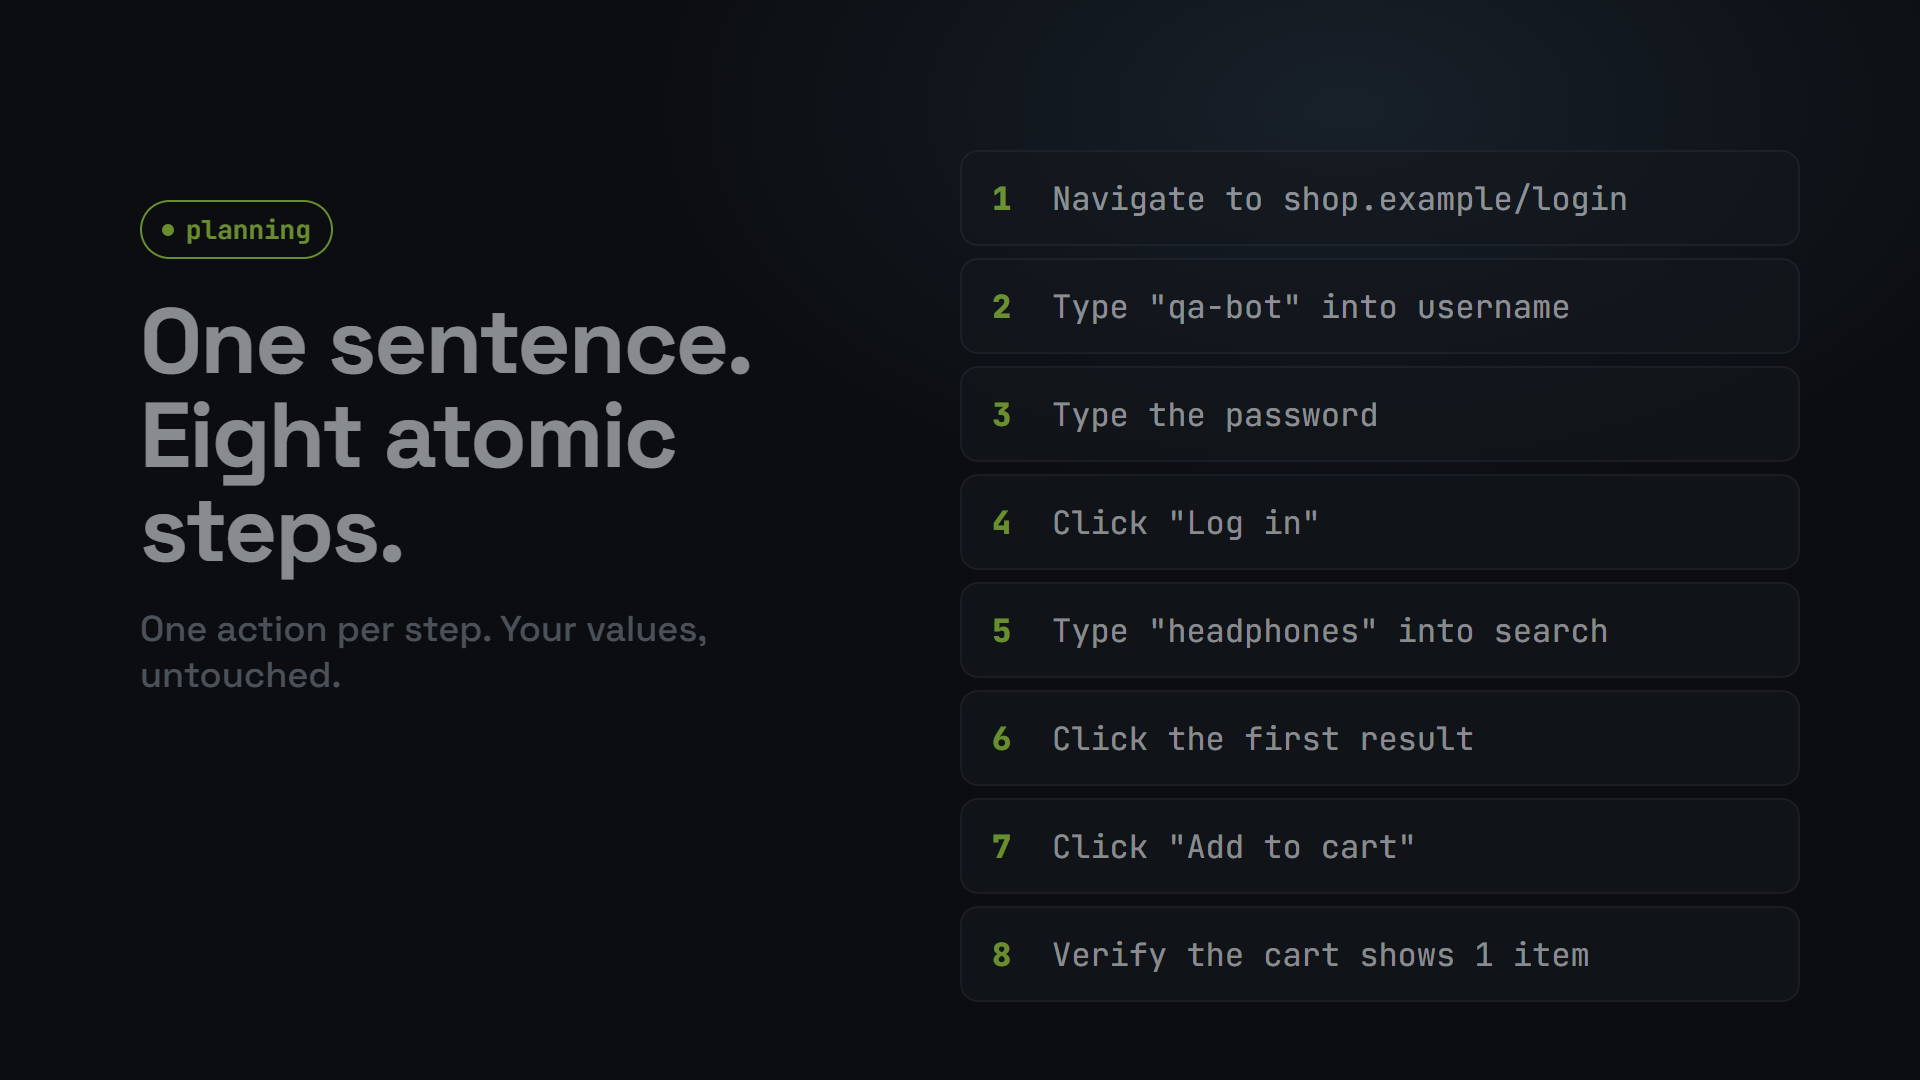 planning
One sentence.
Eight atomic
steps.
One action per step. Your values,
untouched.
1 Navigate to shop.example/login
2 Type "qa-bot" into username
3 Type the password
4 Click "Log in"
5 Type "headphones" into search
6 Click the first result
7 Click "Add to cart"
8 Verify the cart shows 1 item